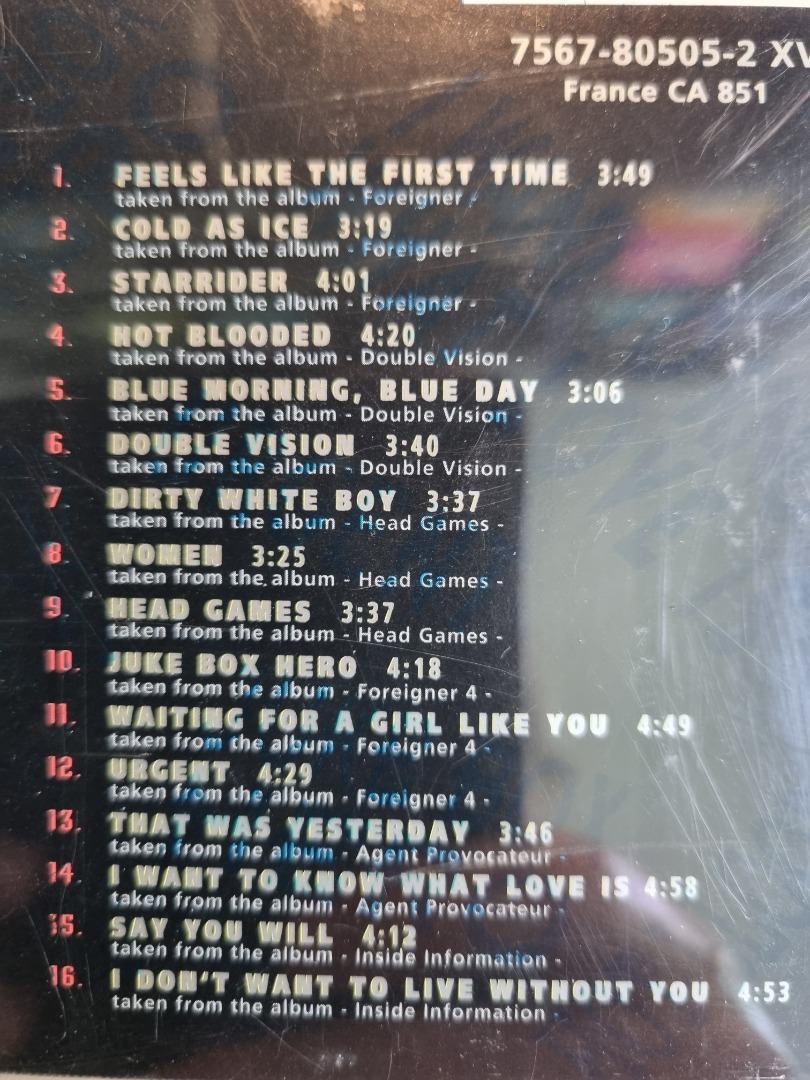 7567-80505-2 XV
France CA 851
1. FEELS LIKE THE FIRST TIME 3:49
taken from the album - Foreigner -
2. COLD AS ICE 3:19
taken from the album - Foreigner -
3. STARRIDER 4:01
taken from the album - Foreigner -
4. HOT BLOODED 4:20
taken from the album - Double Vision -
5. BLUE MORNING, BLUE DAY 3:06
taken from the album - Double Vision -
6. DOUBLE VISION 3:40
taken from the album - Double Vision -
7. DIRTY WHITE BOY 3:37
taken from the album - Head Games -
8. WOMEN 3:25
taken from the album - Head Games -
9. HEAD GAMES 3:37
taken from the album - Head Games -
10. JUKE BOX HERO 4:18
taken from the album - Foreigner 4 -
11. WAITING FOR A GIRL LIKE YOU 4:49
taken from the album - Foreigner 4 -
12. URGENT 4:29
taken from the album - Foreigner 4 -
13. THAT WAS YESTERDAY 3:46
taken from the album - Agent Provocateur -
14. I WANT TO KNOW WHAT LOVE IS 4:58
taken from the album - Agent Provocateur -
15. SAY YOU WILL 4:12
taken from the album - Inside Information -
16. I DON'T WANT TO LIVE WITHOUT YOU 4:53
taken from the album - Inside Information -